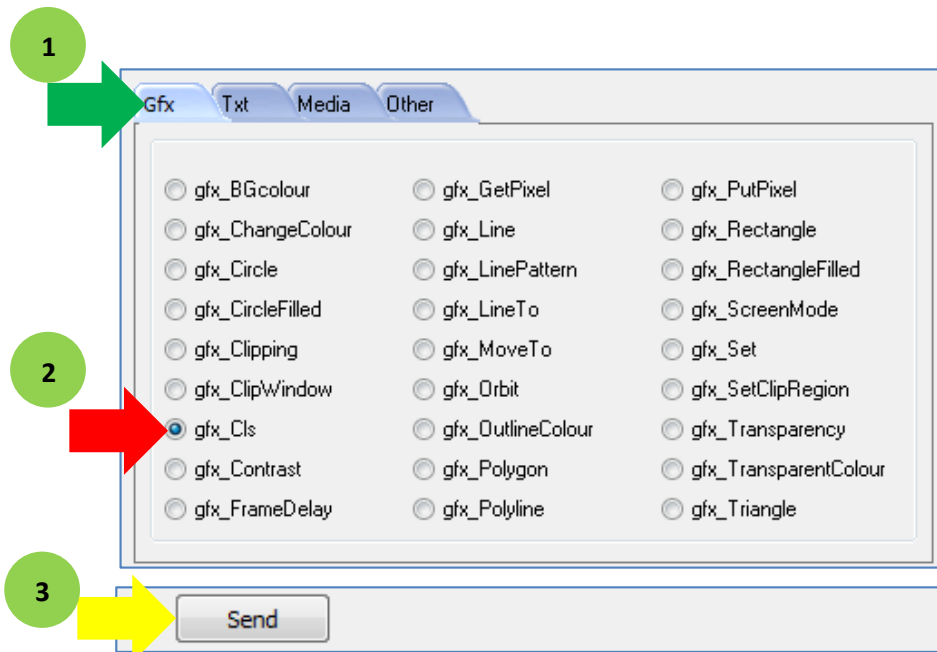 1
Gfx Txt Media Other
gfx_BGcolour gfx_GetPixel gfx_PutPixel
gfx_ChangeColour gfx_Line gfx_Rectangle
gfx_Circle gfx_LinePattern gfx_RectangleFilled
gfx_CircleFilled gfx_LineTo gfx_ScreenMode
gfx_Clipping gfx_MoveTo gfx_Set
2
gfx_ClipWindow gfx_Orbit gfx_SetClipRegion
gfx_Cls gfx_OutlineColour gfx_Transparency
gfx_Contrast gfx_Polygon gfx_TransparentColour
gfx_FrameDelay gfx_Polyline gfx_Triangle
3
Send